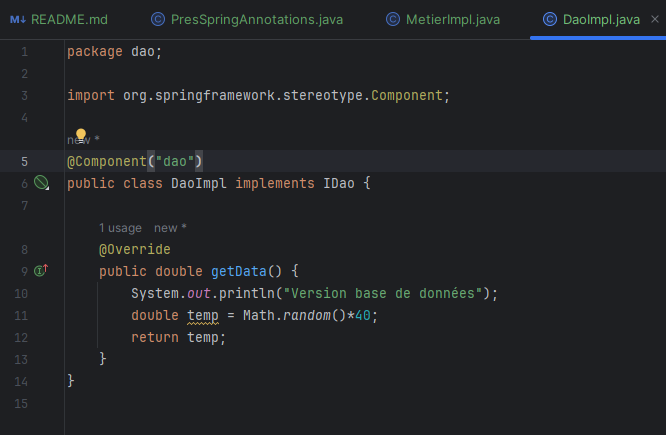 M↓ README.md PresSpringAnnotations.java MetierImpl.java DaoImpl.java
1 package dao;
2
3 import org.springframework.stereotype.Component;
4
new *
5 @Component("dao")
6 public class DaoImpl implements IDao {
7
1 usage new *
8 @Override
9 public double getData() {
10 System.out.println("Version base de données");
11 double temp = Math.random()*40;
12 return temp;
13 }
14 }
15